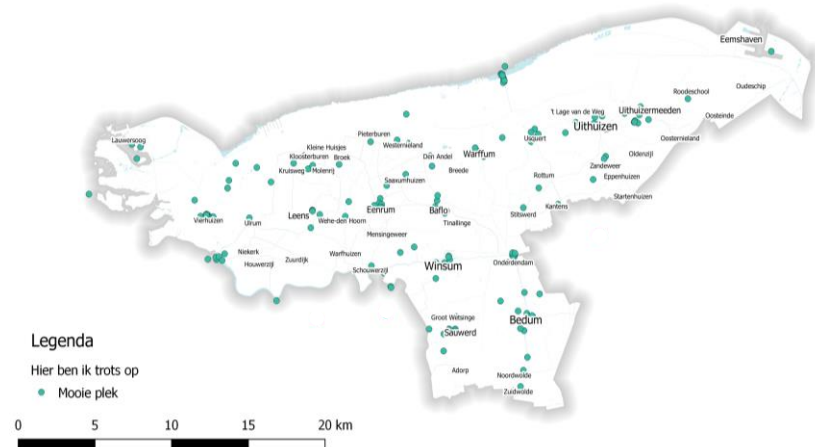 Eemshaven
Oudeschip
Roodeschool
't Lage van de Weg
Uithuizermeeden
Oosteinde
Uithuizen
Usquert
Oosternieland
Lauwersoog
Pieterburen
Westernieland
Kleine Huisjes
Kloosterburen
Broek
Den Andel
Warffum
Oldenzijl
Zandeweer
Kruisweg
Molenrij
Breede
Rottum
Eppenhuizen
Saaxumhuizen
Startenhuizen
Kantens
Stitswerd
Leens
Eenrum
Baflo
Vierhuizen
Ulrum
Wehe-den Hoorn
Tinallinge
Mensingeweer
Niekerk
Warfhuizen
Houwerzijl
Zuurdijk
Schouwerzijl
Winsum
Onderdendam
Groot Wetsinge
Bedum
Sauwerd
Adorp
Noordwolde
Zuidwolde
Legenda
Hier ben ik trots op
Mooie plek
0 5 10 15 20 km